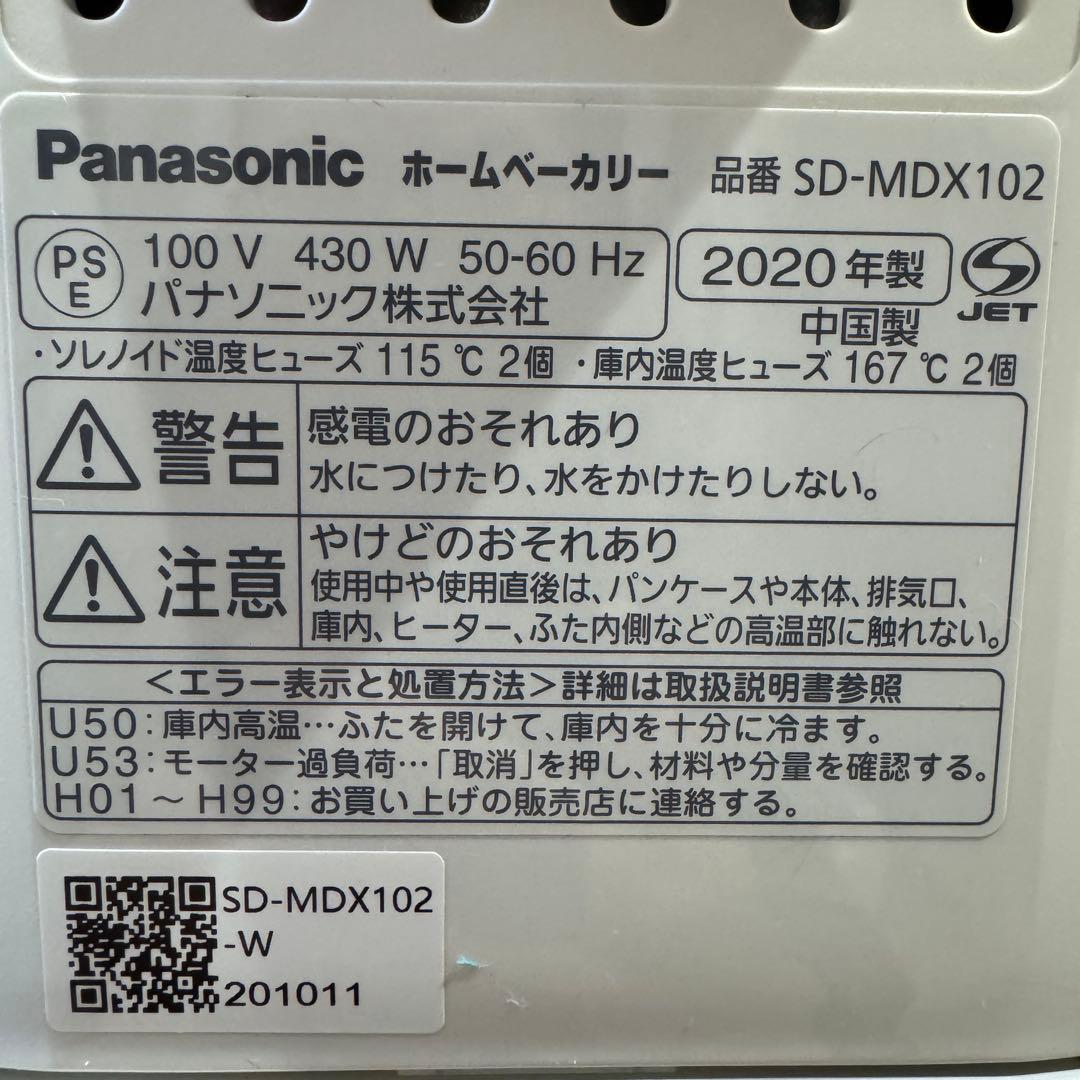 Panasonic ホームベーカリー 品番 SD-MDX102
PS
E
100 V 430 W 50-60 Hz
パナソニック株式会社
2020 年製
JET
中国製
・ソレノイド温度ヒューズ 115 ℃ 2個 ・庫内温度ヒューズ 167 ℃ 2個
警告
感電のおそれあり
水につけたり、水をかけたりしない。
注意
やけどのおそれあり
使用中や使用直後は、パンケースや本体、排気口、
庫内、ヒーター、ふた内側などの高温部に触れない。
<エラー表示と処置方法>詳細は取扱説明書参照
U50:庫内高温…ふたを開けて、庫内を十分に冷ます。
U53:モーター過負荷…「取消」を押し、材料や分量を確認する。
H01~H99:お買い上げの販売店に連絡する。
SD-MDX102
-W
201011